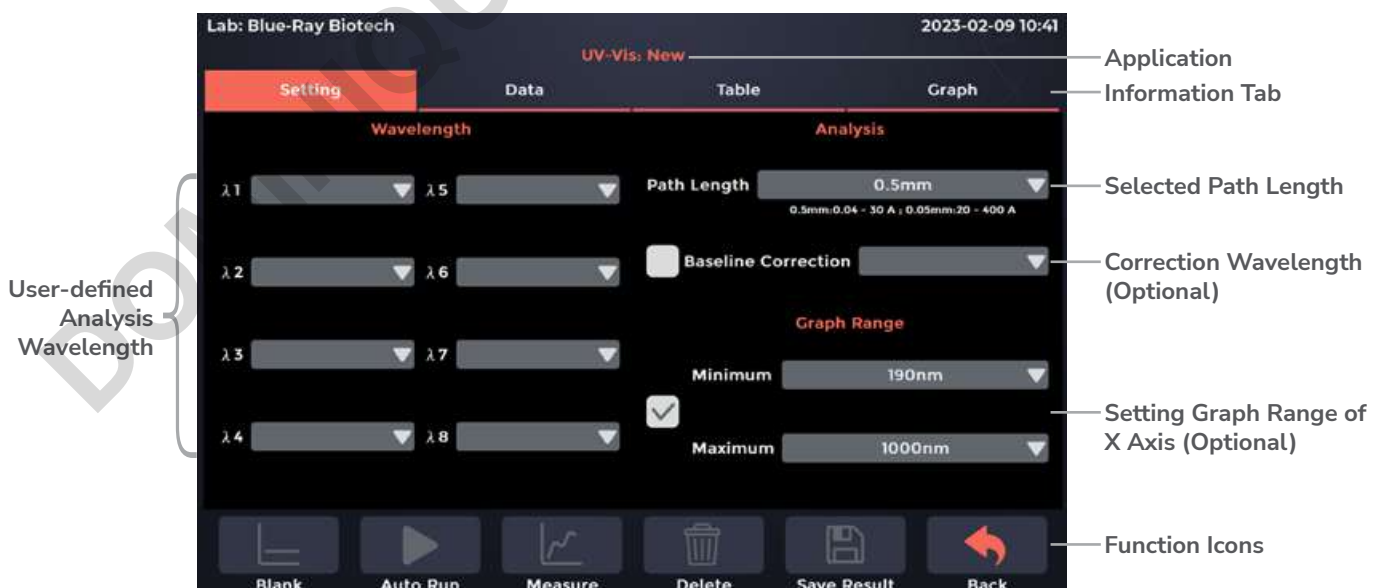 Lab: Blue-Ray Biotech
2023-02-09 10:41
UV-Vis: New
Application
Setting
Data
Table
Graph
Information Tab
Wavelength
Analysis
λ1
λ5
Path Length
0.5mm
Selected Path Length
0.5mm:0.04 - 30 A ; 0.05mm:20 - 400 A
λ2
λ6
Baseline Correction
Correction Wavelength
(Optional)
User-defined
Analysis
Wavelength
Graph Range
λ3
λ7
Minimum
190nm
Setting Graph Range of
X Axis (Optional)
λ4
λ8
Maximum
1000nm
Function Icons
Blank
Auto Run
Measure
Delete
Save Result
Back